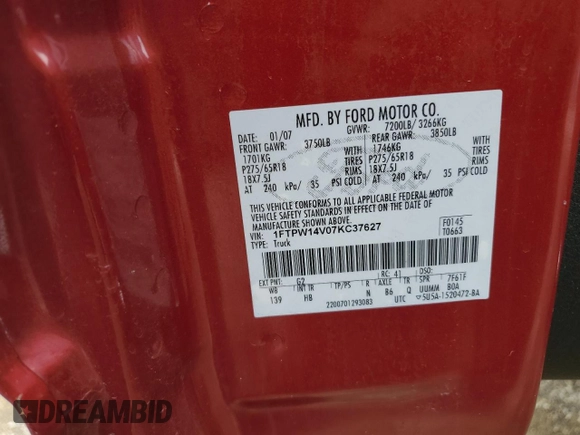 MFD. BY FORD MOTOR CO.
DATE: 01/07 GVWR: 7200LB/ 3266KG
FRONT GAWR: 3750LB REAR GAWR: 3850LB
1701KG WITH 1746KG WITH
P275/65R18 TIRES P275/65R18 TIRES
18X7.5J RIMS 18X7.5J RIMS
AT 240 kPa/ 35 PSI COLD AT 240 kPa/ 35 PSI COLD
THIS VEHICLE CONFORMS TO ALL APPLICABLE FEDERAL MOTOR
VEHICLE SAFETY STANDARDS IN EFFECT ON THE DATE OF
MANUFACTURE SHOWN ABOVE.
VIN: 1FTPW14V07KC37627 F0145
TYPE: Truck T0663
EXT PNT: G2 RC: 41 DSO:
WB INT TR TP/PS R AXLE TR SPR 7F61F
139 HB N B6 Q UUMM B0A
2200701293083 UTC 5U5A-1520472-BA
DREAMBID